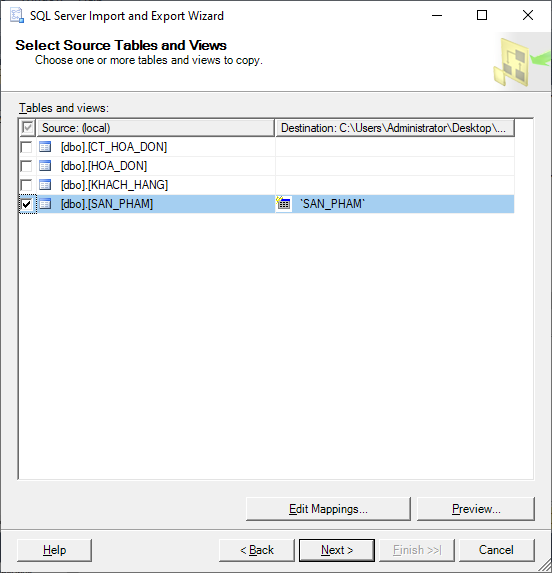 SQL Server Import and Export Wizard
Select Source Tables and Views
Choose one or more tables and views to copy.
Tables and views:
Source: (local) Destination: C:\Users\Administrator\Desktop\...
[dbo].[CT_HOA_DON]
[dbo].[HOA_DON]
[dbo].[KHACH_HANG]
[dbo].[SAN_PHAM] `SAN_PHAM`
Edit Mappings... Preview...
Help < Back Next > Finish >>| Cancel